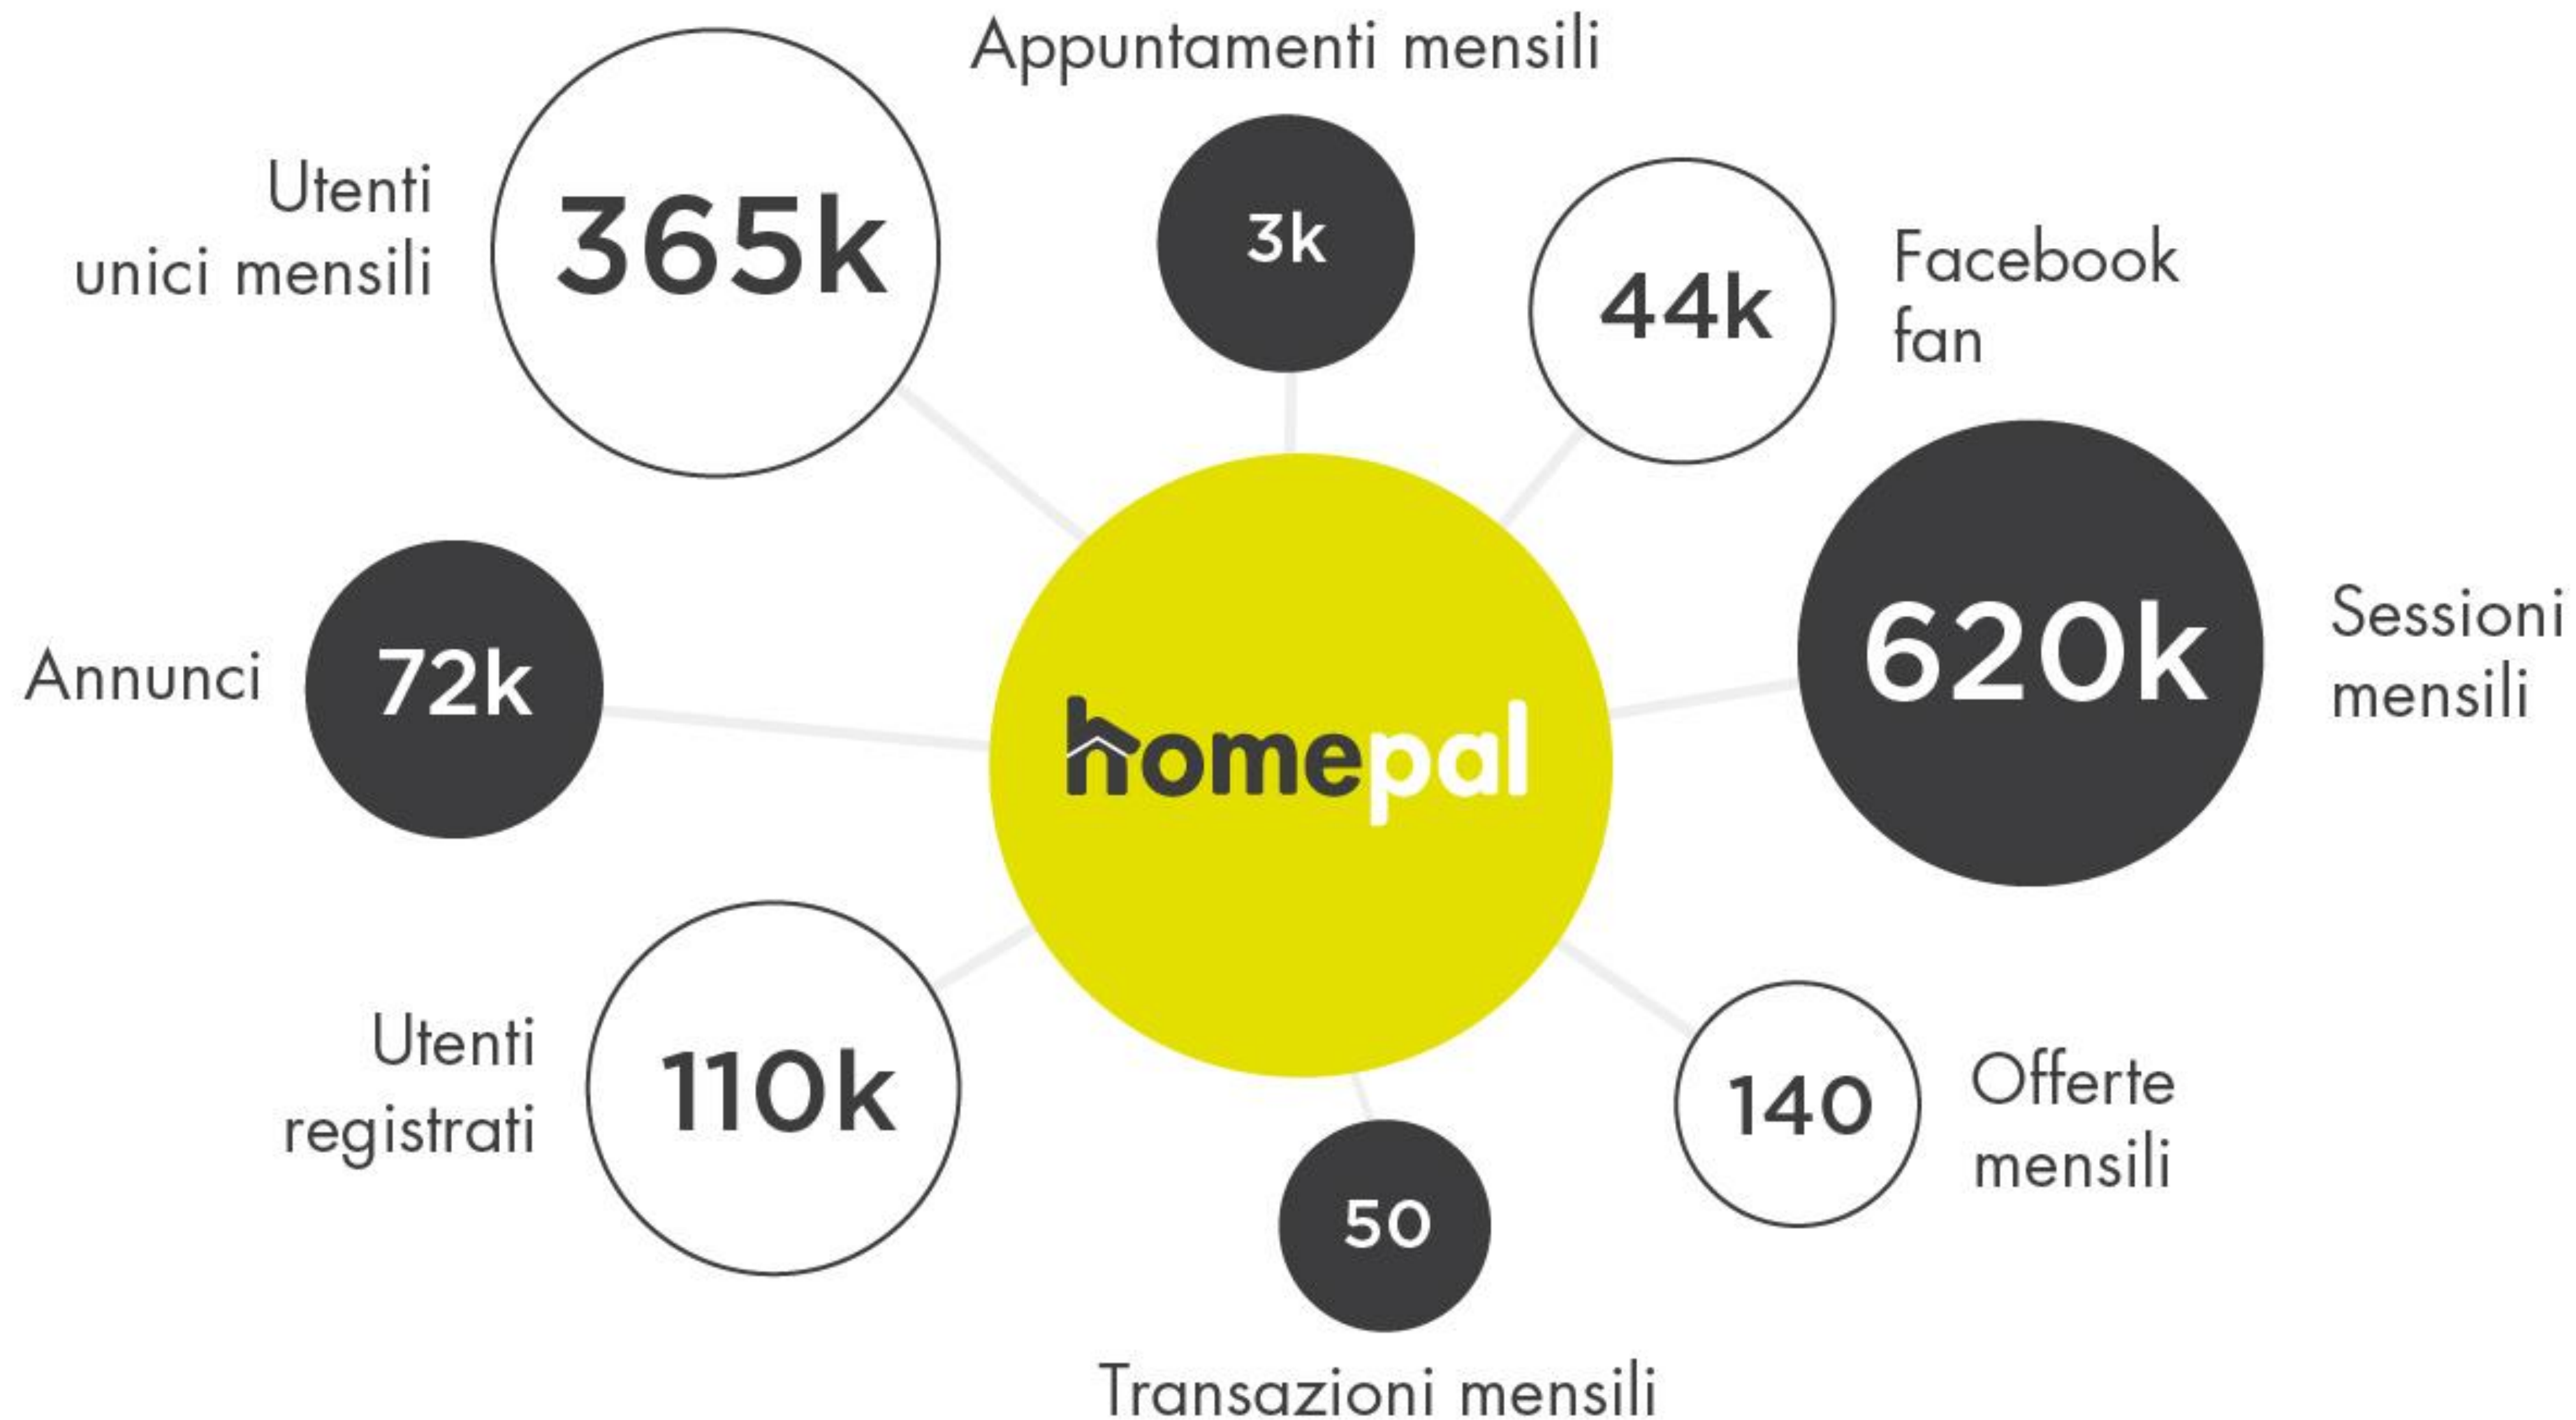 Appuntamenti mensili
3k
Utenti
unici mensili
365k
44k
Facebook
fan
620k
Sessioni
mensili
Annunci
72k
homepal
Utenti
registrati
110k
140
Offerte
mensili
50
Transazioni mensili